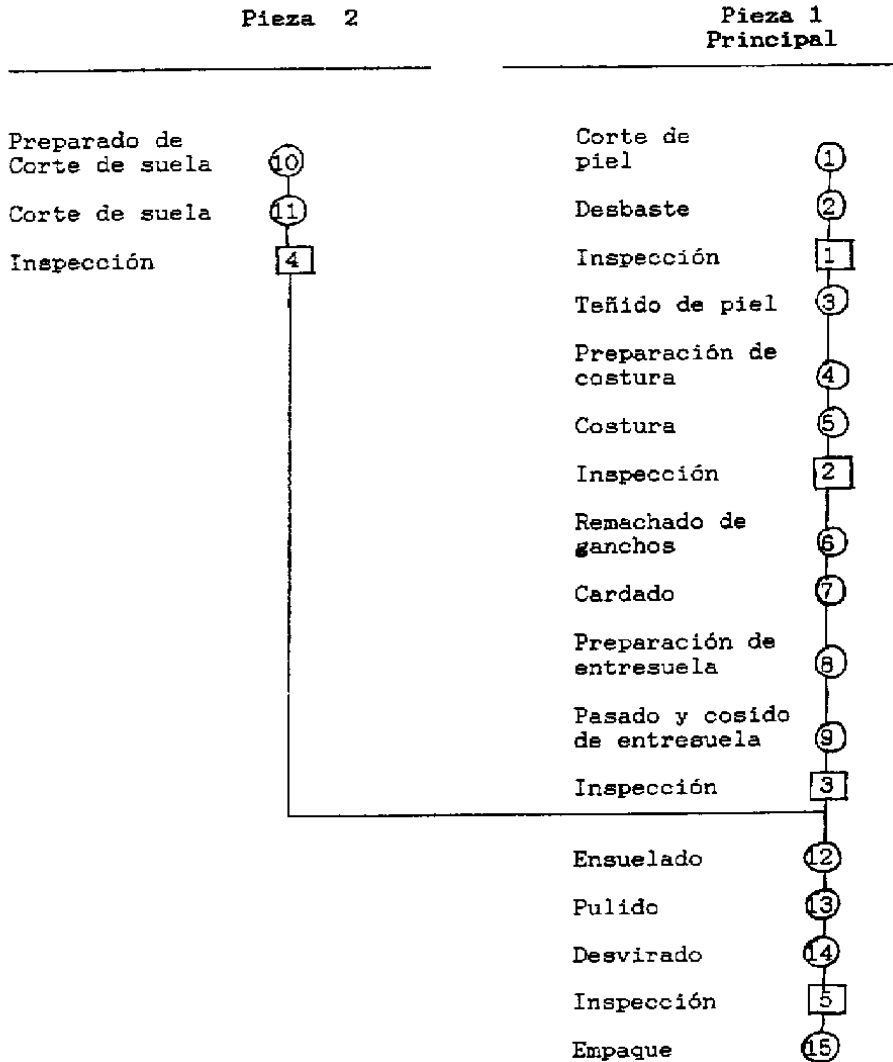 Pieza 2
Pieza 1
Principal
Preparado de
Corte de suela 10
Corte de suela 11
Inspección 4
Corte de
piel 1
Desbaste 2
Inspección 1
Teñido de piel 3
Preparación de
costura 4
Costura 5
Inspección 2
Remachado de
ganchos 6
Cardado 7
Preparación de
entresuela 8
Pasado y cosido
de entresuela 9
Inspección 3
Ensuelado 12
Pulido 13
Desvirado 14
Inspección 5
Empaque 15